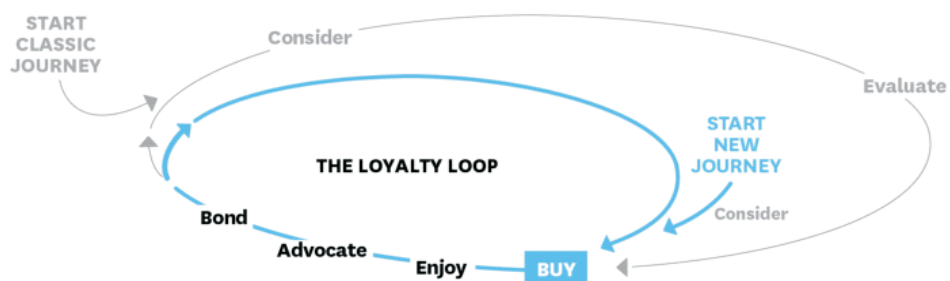 START
CLASSIC
JOURNEY
Consider
Evaluate
START
NEW
JOURNEY
THE LOYALTY LOOP
Consider
Bond
Advocate
Enjoy
BUY